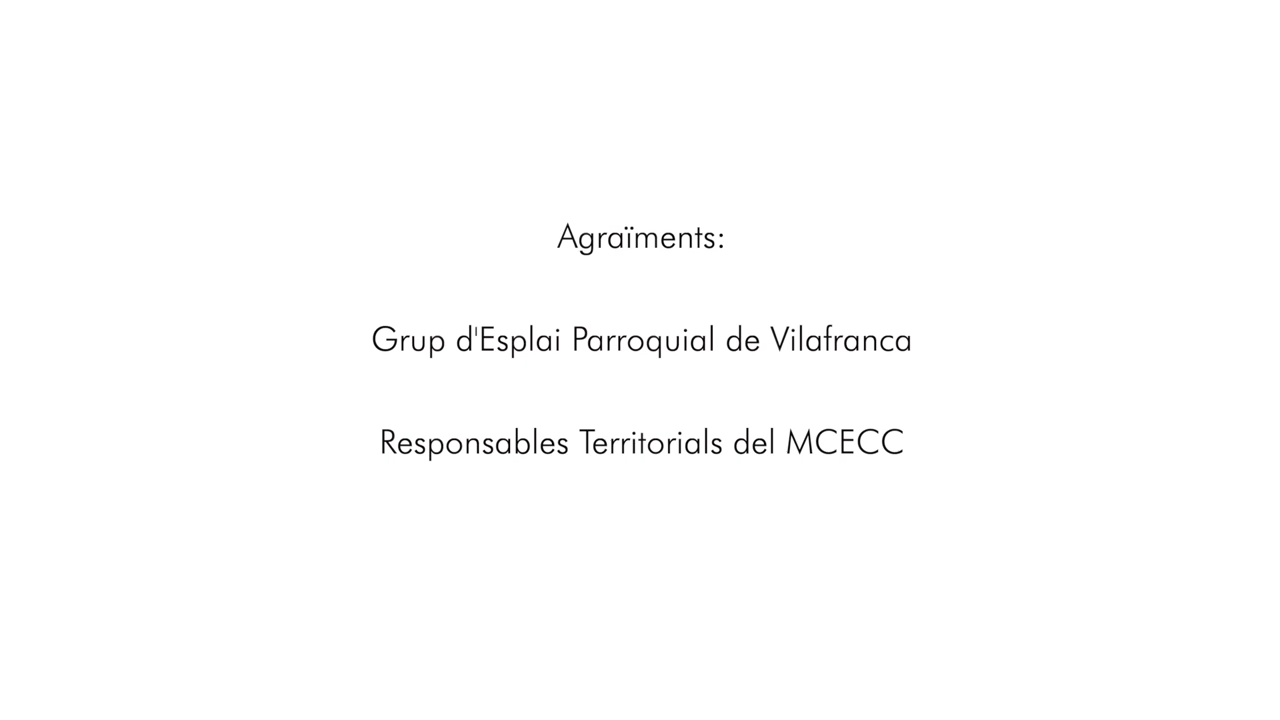 Agraïments:
Grup d'Esplai Parroquial de Vilafranca
Responsables Territorials del MCECC